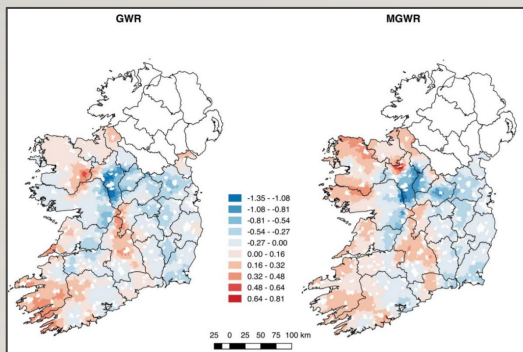 GWR
MGWR
-1.35 - -1.08
-1.08 - -0.81
-0.81 - -0.54
-0.54 - -0.27
-0.27 - 0.00
0.00 - 0.16
0.16 - 0.32
0.32 - 0.48
0.48 - 0.64
0.64 - 0.81
25 0 25 50 75 100 km